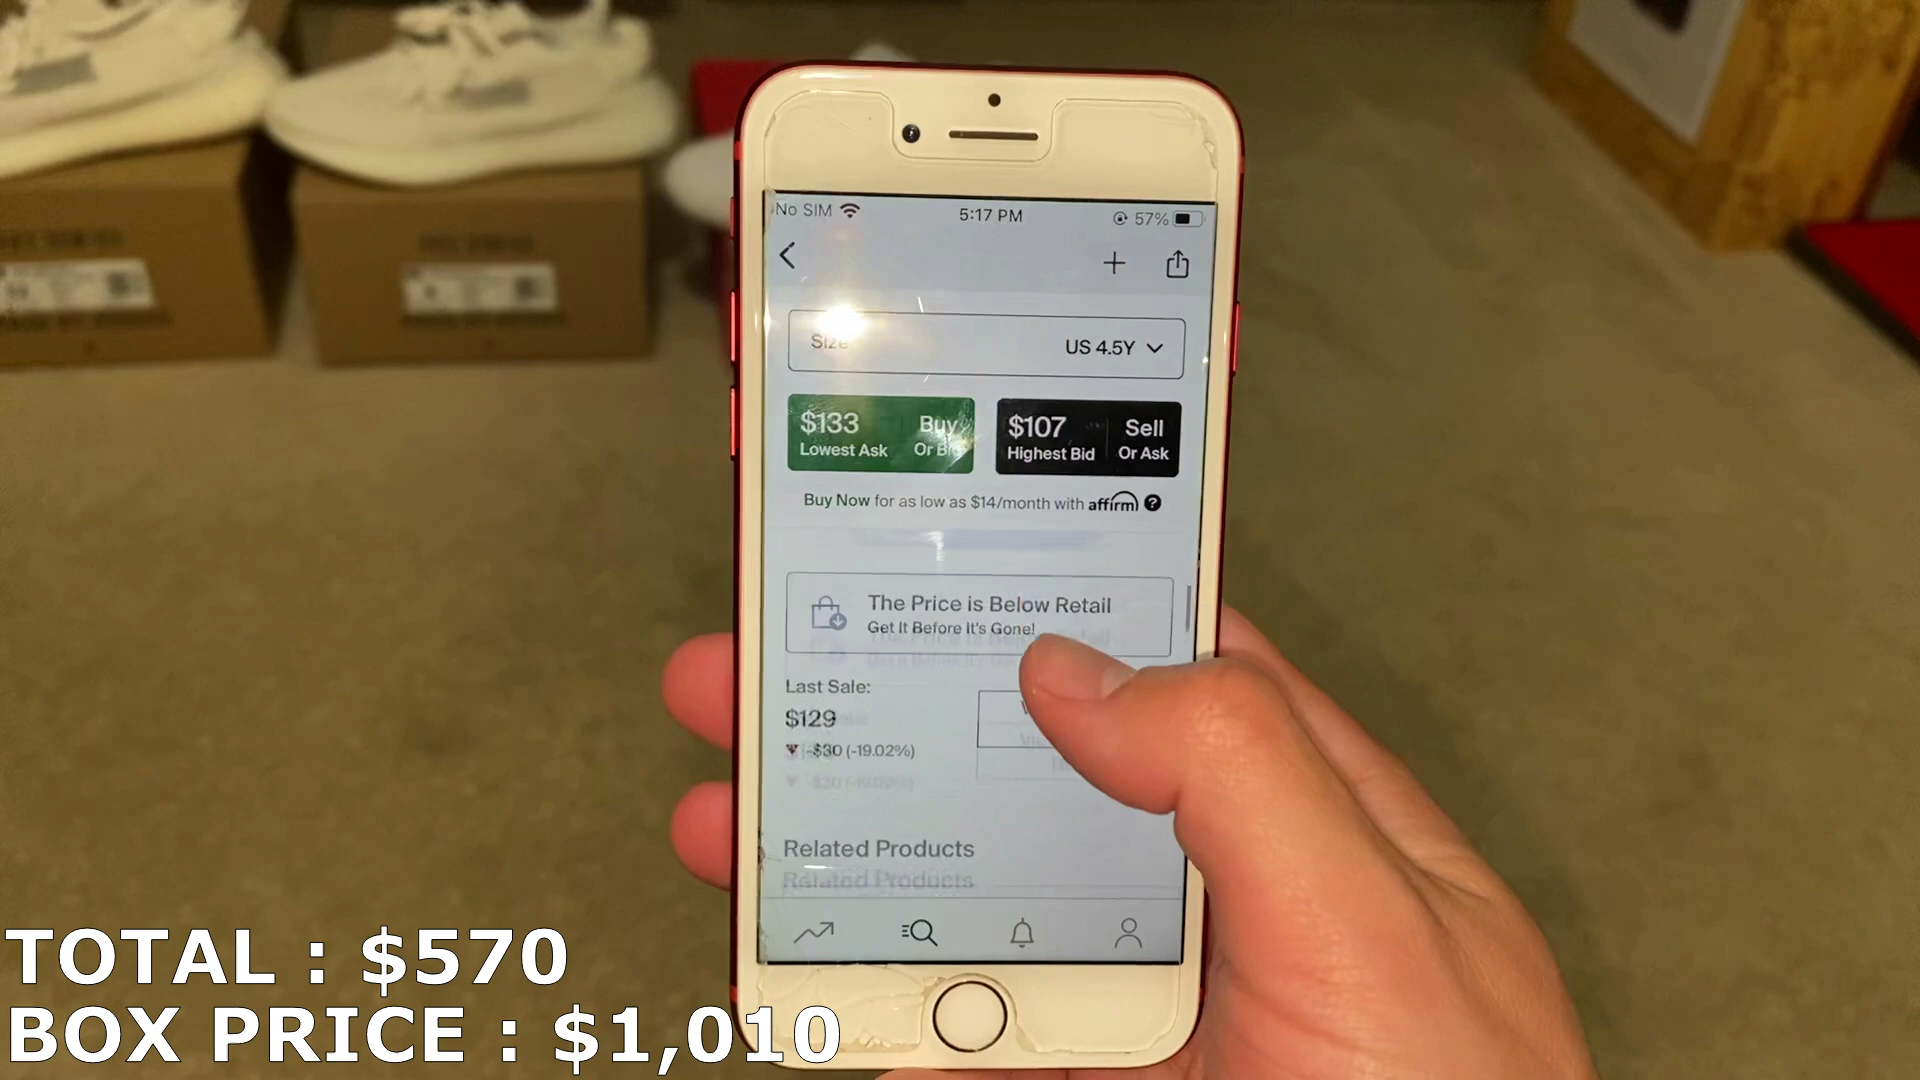 No SIM 5:17 PM 57%
Size US 4.5Y
$133 Buy $107 Sell
Lowest Ask Or Highest Bid Or Ask
Buy Now for as low as $14/month with affirm ?
The Price is Below Retail
Get It Before It's Gone!
Last Sale:
$129
-$30 (-19.02%)
Related Products
TOTAL : $570
BOX PRICE : $1,010